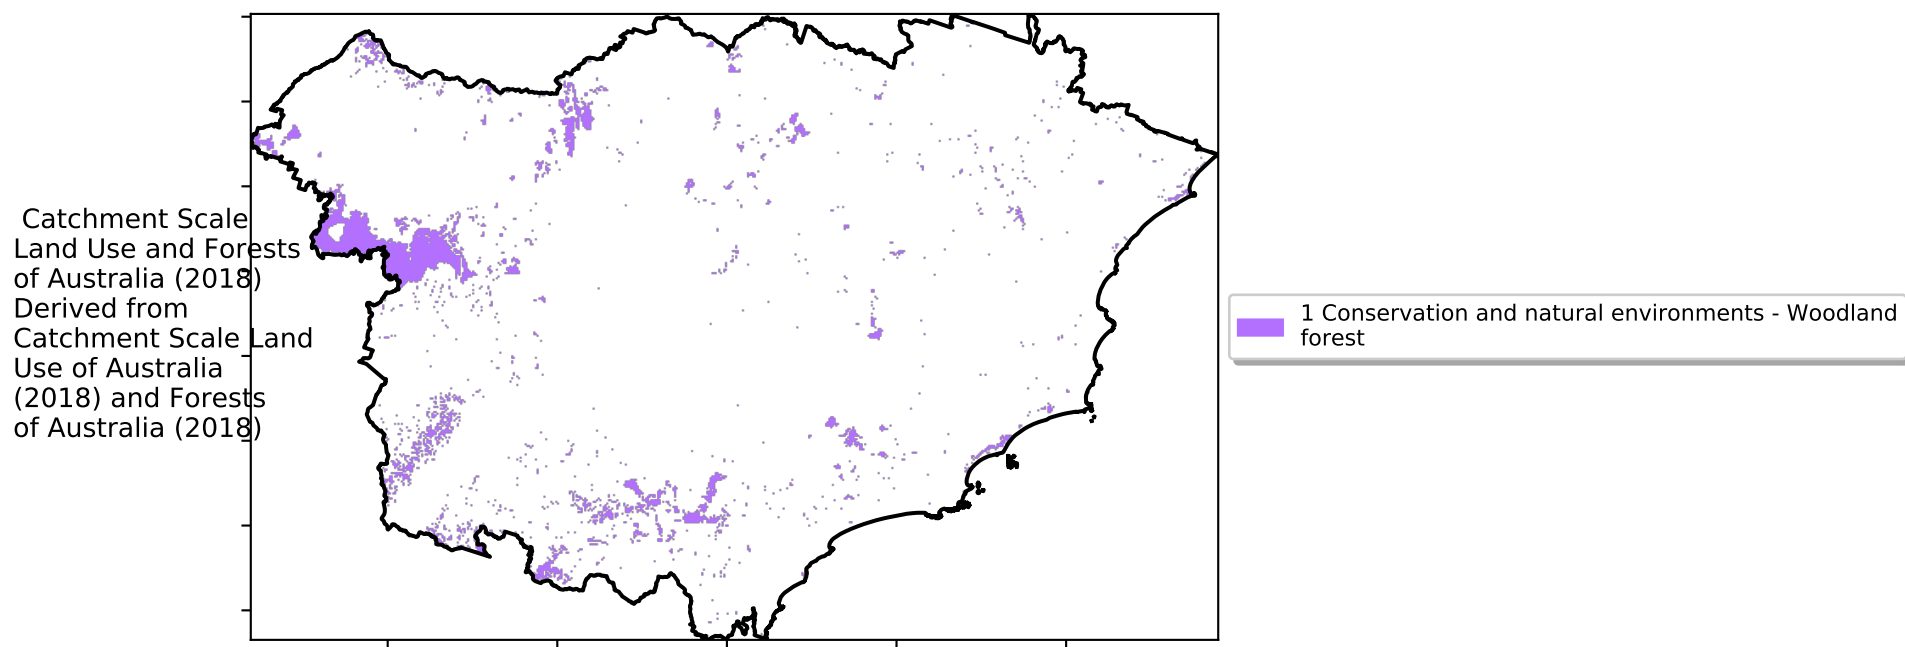 Catchment Scale
Land Use and Forests
of Australia (2018)
Derived from
Catchment Scale Land
Use of Australia
(2018) and Forests
of Australia (2018)
1 Conservation and natural environments - Woodland
forest